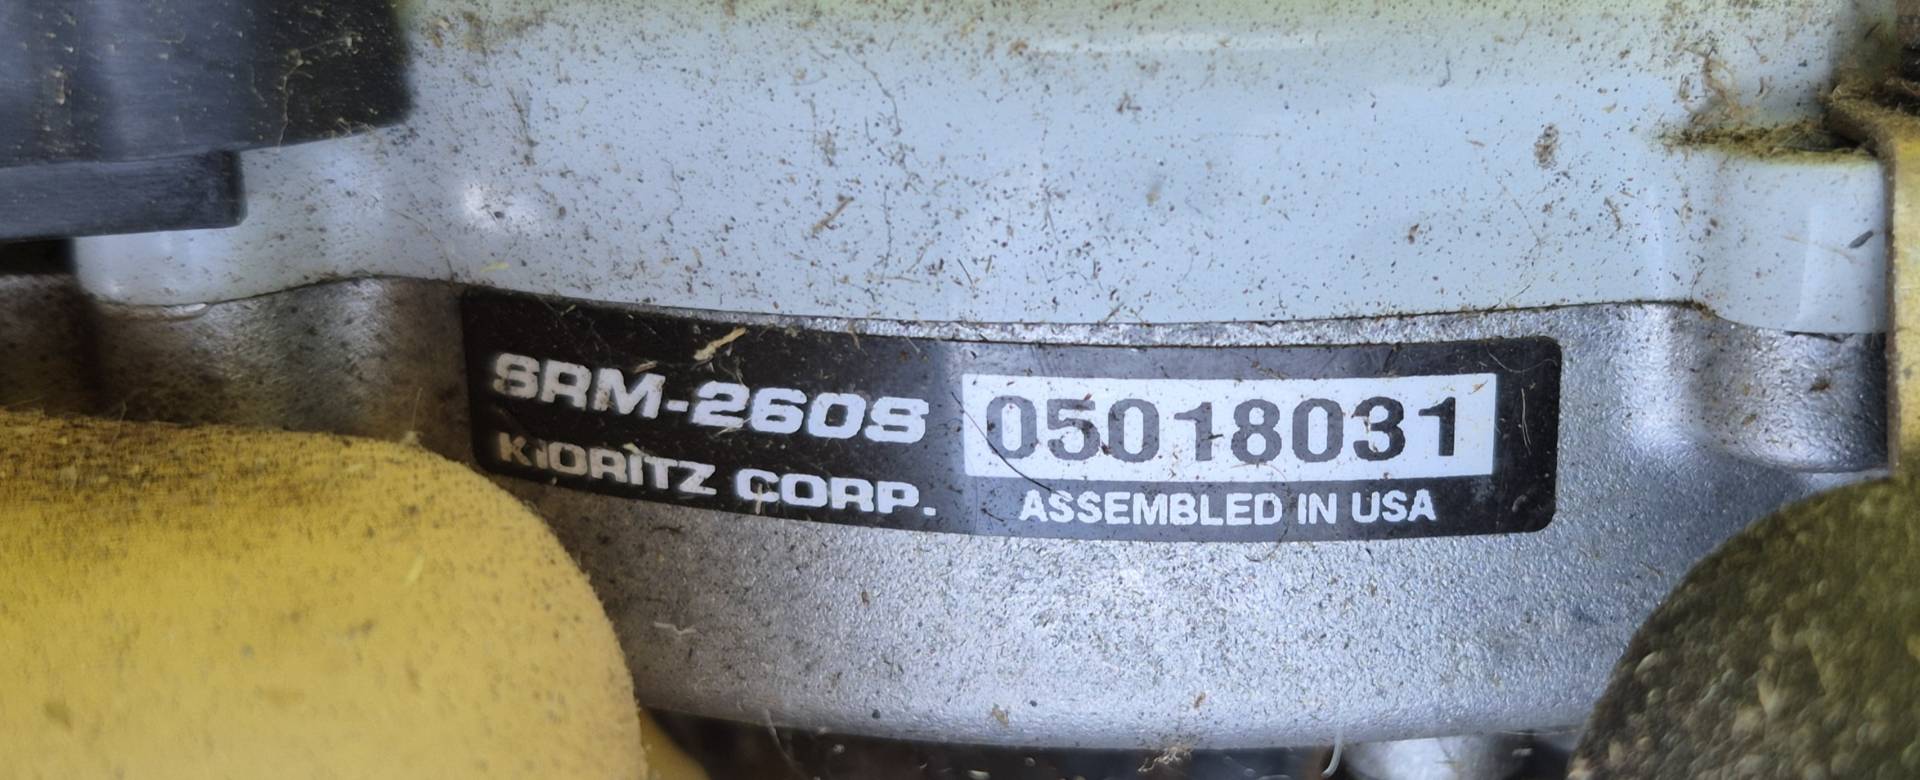 SRM-260S
KIORITZ CORP.
05018031
ASSEMBLED IN USA